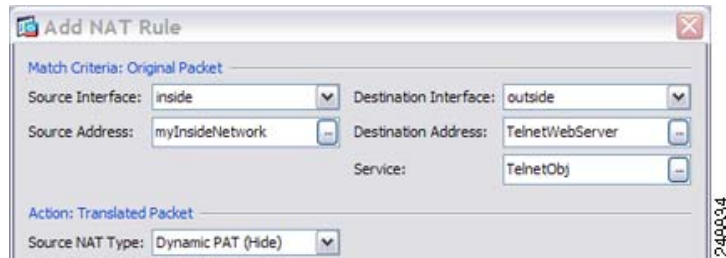 Add NAT Rule
Match Criteria: Original Packet
Source Interface: inside Destination Interface: outside
Source Address: myInsideNetwork ... Destination Address: TelnetWebServer ...
Service: TelnetObj ...
Action: Translated Packet
Source NAT Type: Dynamic PAT (Hide)
248834